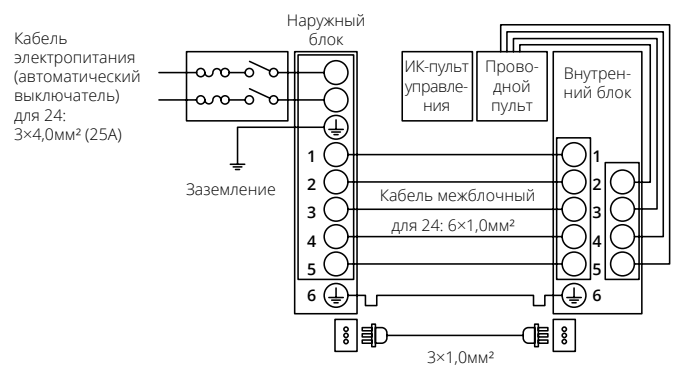 Кабель
электропитания
(автоматический
выключатель)
для 24:
3×4,0мм² (25А)
Наружный
блок
ИК-пульт
управле-
ния
Прово-
дной
пульт
Внутрен-
ний блок
Заземление
1
2
3
4
5
6
Кабель межблочный
для 24: 6×1,0мм²
1
2
3
4
5
6
3×1,0мм²